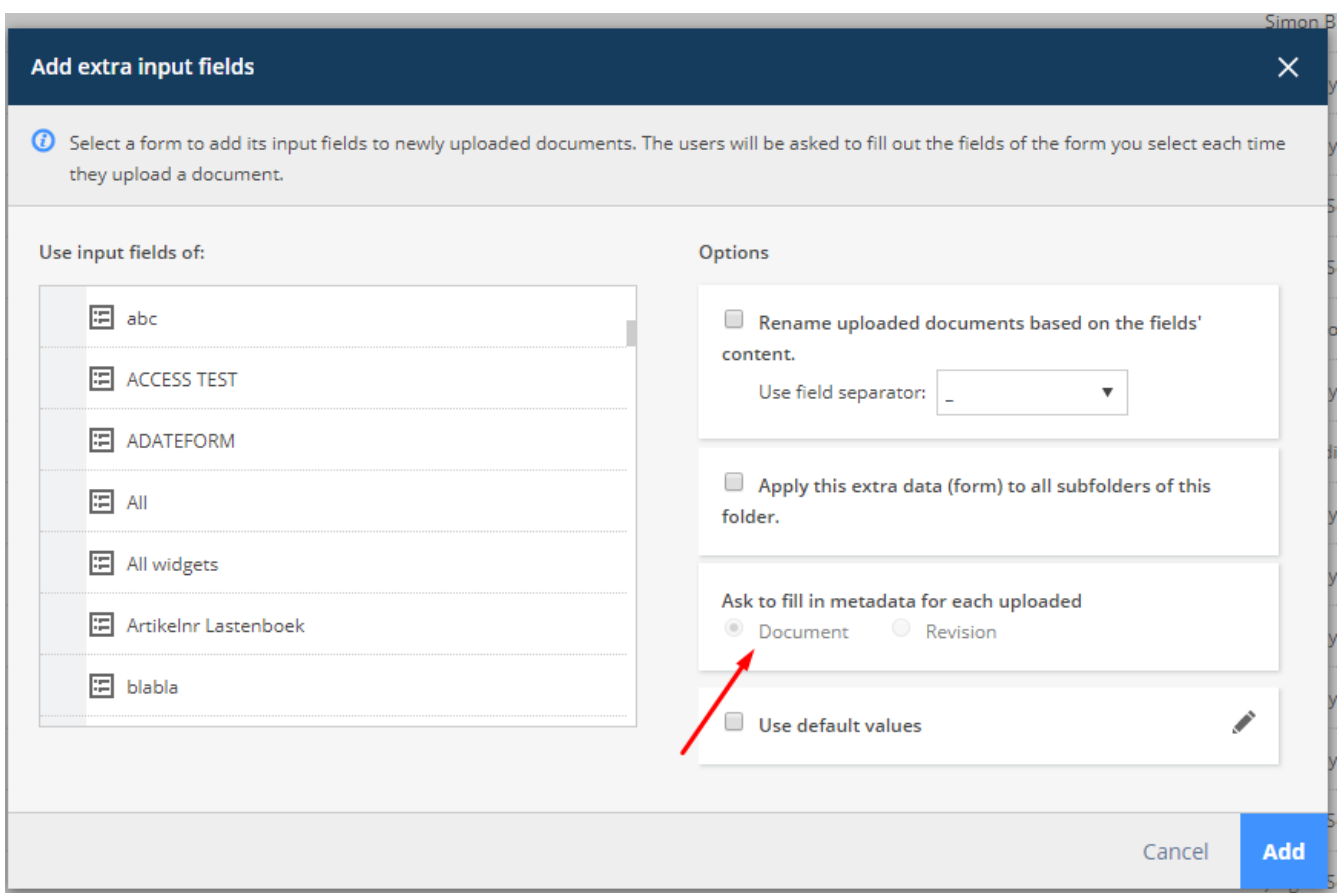 Simon B
Add extra input fields
Select a form to add its input fields to newly uploaded documents. The users will be asked to fill out the fields of the form you select each time
they upload a document.
Use input fields of:
abc
ACCESS TEST
ADATEFORM
All
All widgets
Artikelnr Lastenboek
blabla
Options
Rename uploaded documents based on the fields'
content.
Use field separator: _
Apply this extra data (form) to all subfolders of this
folder.
Ask to fill in metadata for each uploaded
Document Revision
Use default values
Cancel Add